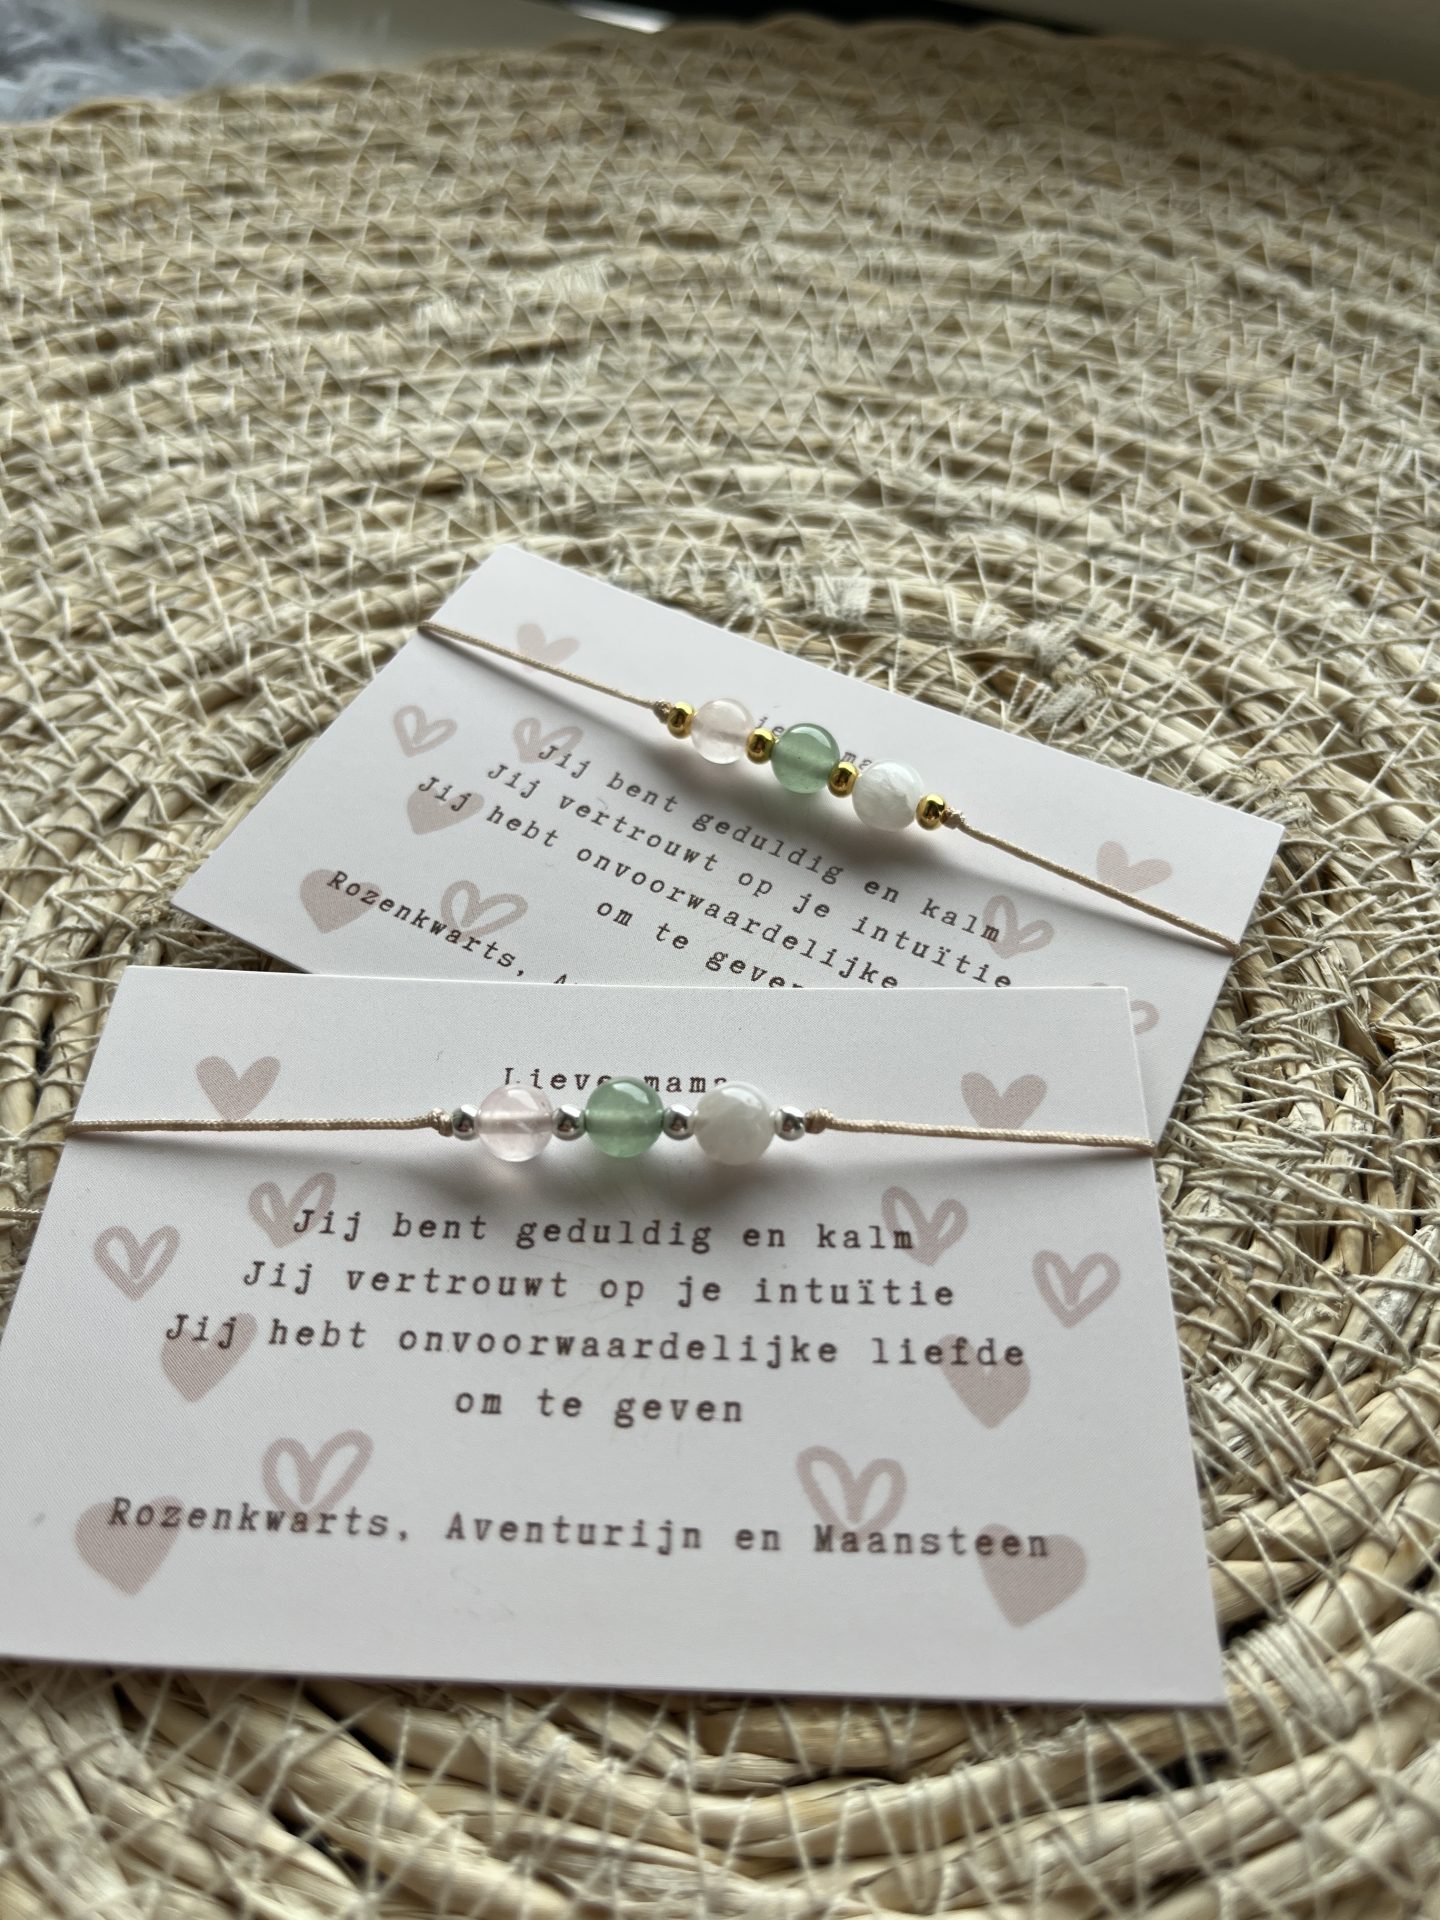 Jij bent geduldig en kalm
Jij vertrouwt op je intuïtie
Jij hebt onvoorwaardelijke
om te geven
Rozenkwarts,
Lieve mama
Jij bent geduldig en kalm
Jij vertrouwt op je intuïtie
Jij hebt onvoorwaardelijke liefde
om te geven
Rozenkwarts, Aventurijn en Maansteen